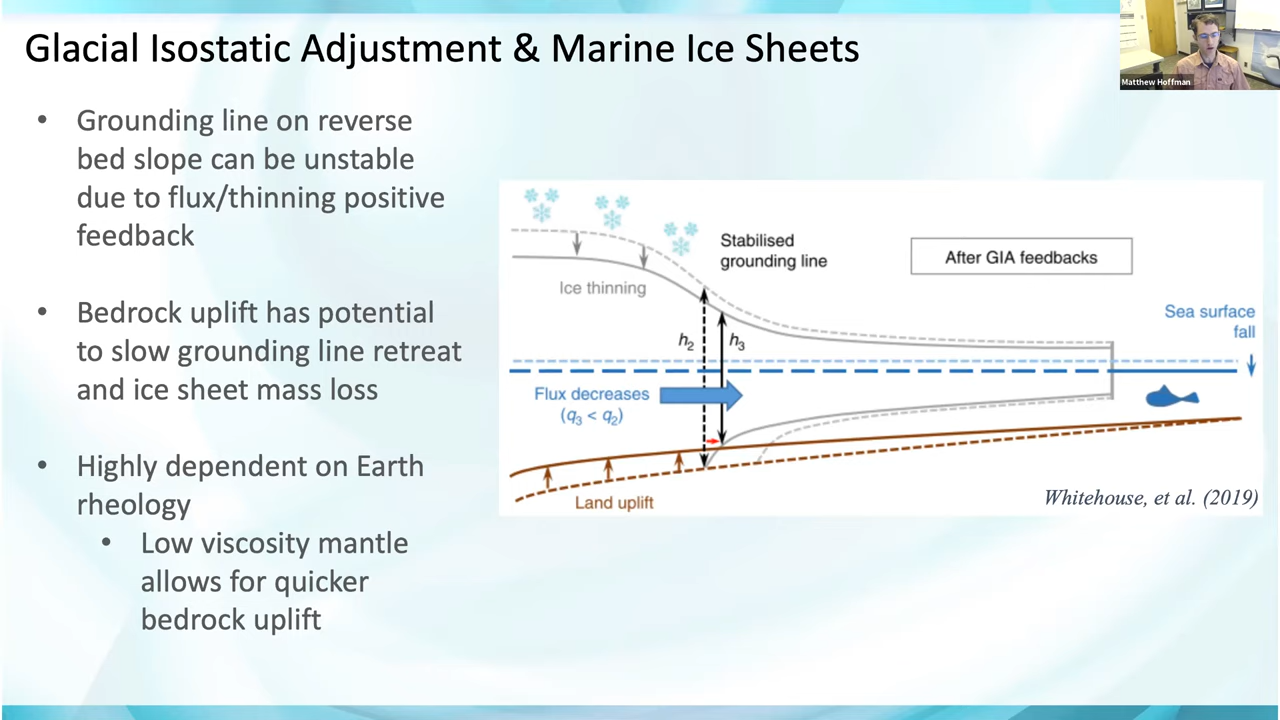 Glacial Isostatic Adjustment & Marine Ice Sheets
Matthew Hoffman
• Grounding line on reverse
bed slope can be unstable
due to flux/thinning positive
feedback
• Bedrock uplift has potential
to slow grounding line retreat
and ice sheet mass loss
• Highly dependent on Earth
rheology
• Low viscosity mantle
allows for quicker
bedrock uplift
Stabilised
grounding line
After GIA feedbacks
Ice thinning
Sea surface
fall
h2
h3
Flux decreases
(q3 < q2)
Land uplift
Whitehouse, et al. (2019)